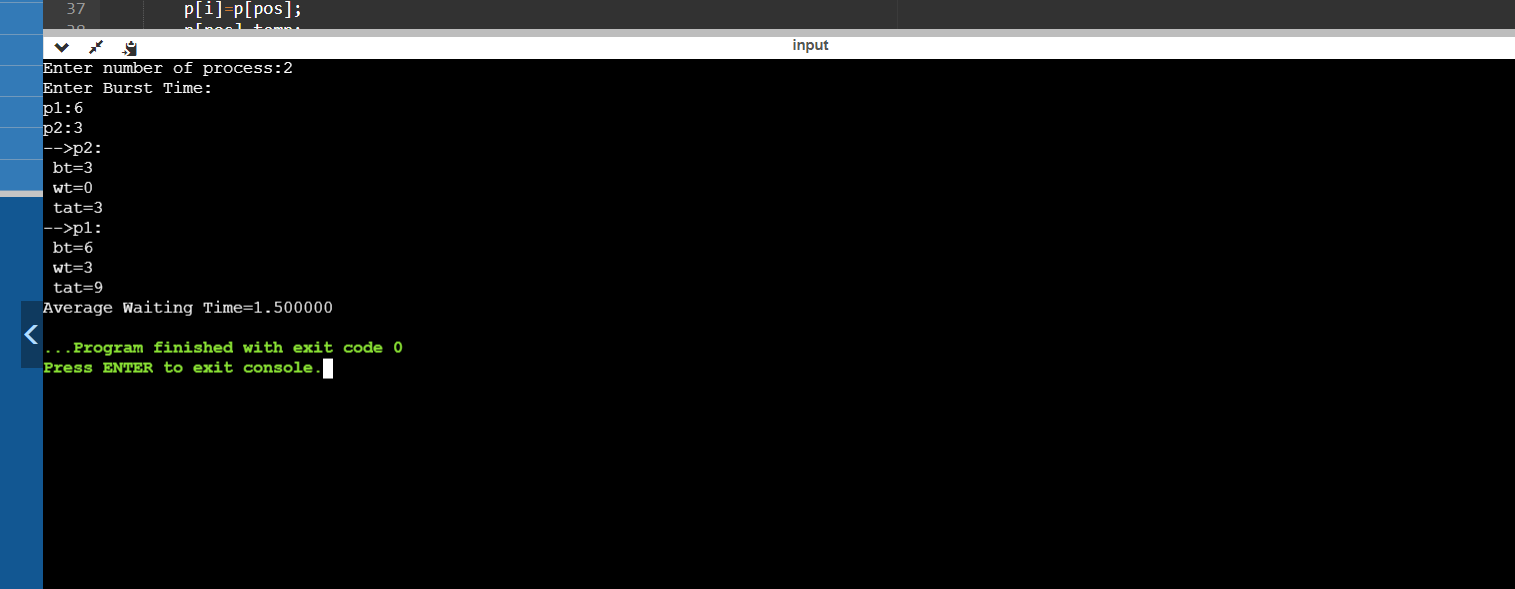 37 p[i]=p[pos];
input
Enter number of process:2
Enter Burst Time:
p1:6
p2:3
-->p2:
bt=3
wt=0
tat=3
-->p1:
bt=6
wt=3
tat=9
Average Waiting Time=1.500000
...Program finished with exit code 0
Press ENTER to exit console.